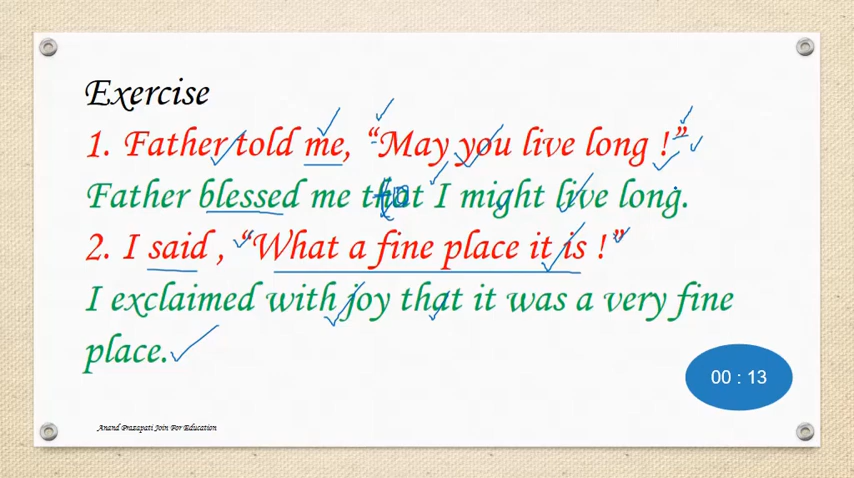 Exercise
1. Father told me, “May you live long !”
Father blessed me that I might live long.
2. I said , “What a fine place it is !”
I exclaimed with joy that it was a very fine
place.
00 : 13
Anand Prazapati Join For Education